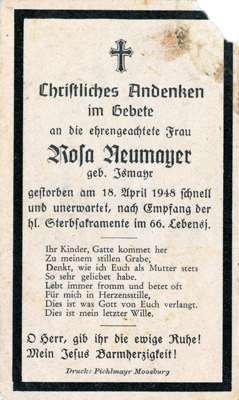 Christliches Andenken
im Gebete
an die ehrengeachtete Frau
Rosa Neumayer
geb. Ismayr
gestorben am 18. April 1948 schnell
und unerwartet, nach Empfang der
hl. Sterbsakramente im 66. Lebensj.
Ihr Kinder, Gatte kommet her
Zu meinem stillen Grabe,
Denkt, wie ich Euch als Mutter stets
So sehr geliebet habe.
Lebt immer fromm und betet oft
Für mich in Herzensstille,
Dies ist was Gott von Euch verlangt.
Dies ist mein letzter Wille.
O Herr, gib ihr die ewige Ruhe!
Mein Jesus Barmherzigkeit!
Druck: Pichlmayr Moosburg